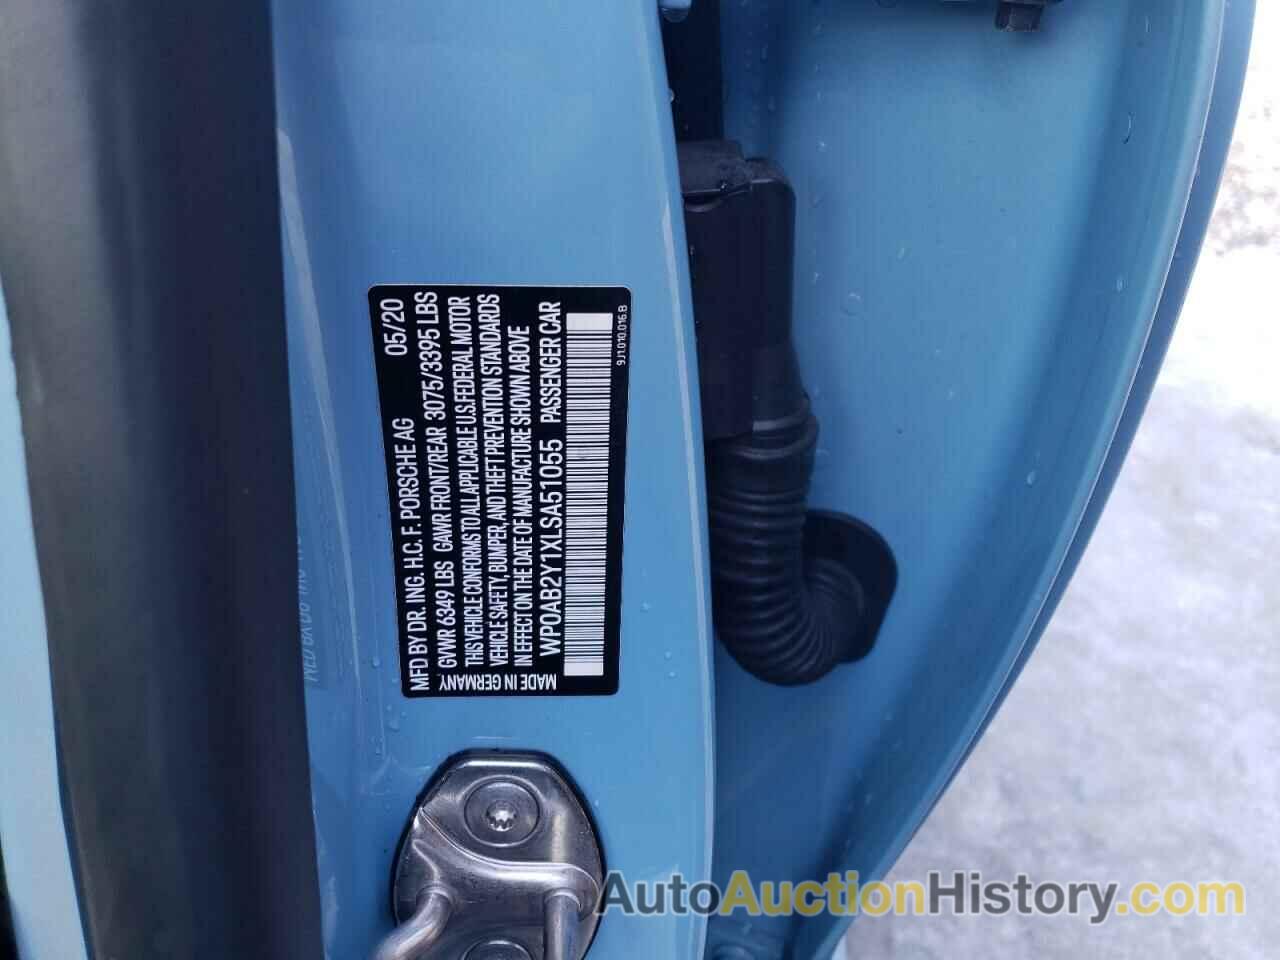 MFD BY DR. ING. H.C. F. PORSCHE AG 05/20
GVWR 6349 LBS GAWR FRONT/REAR 3075/3395 LBS
THIS VEHICLE CONFORMS TO ALL APPLICABLE U.S. FEDERAL MOTOR
VEHICLE SAFETY, BUMPER, AND THEFT PREVENTION STANDARDS
IN EFFECT ON THE DATE OF MANUFACTURE SHOWN ABOVE
MADE IN GERMANY WP0AB2Y1XLSA51055 PASSENGER CAR
9J1.010.016.B
AutoAuctionHistory.com